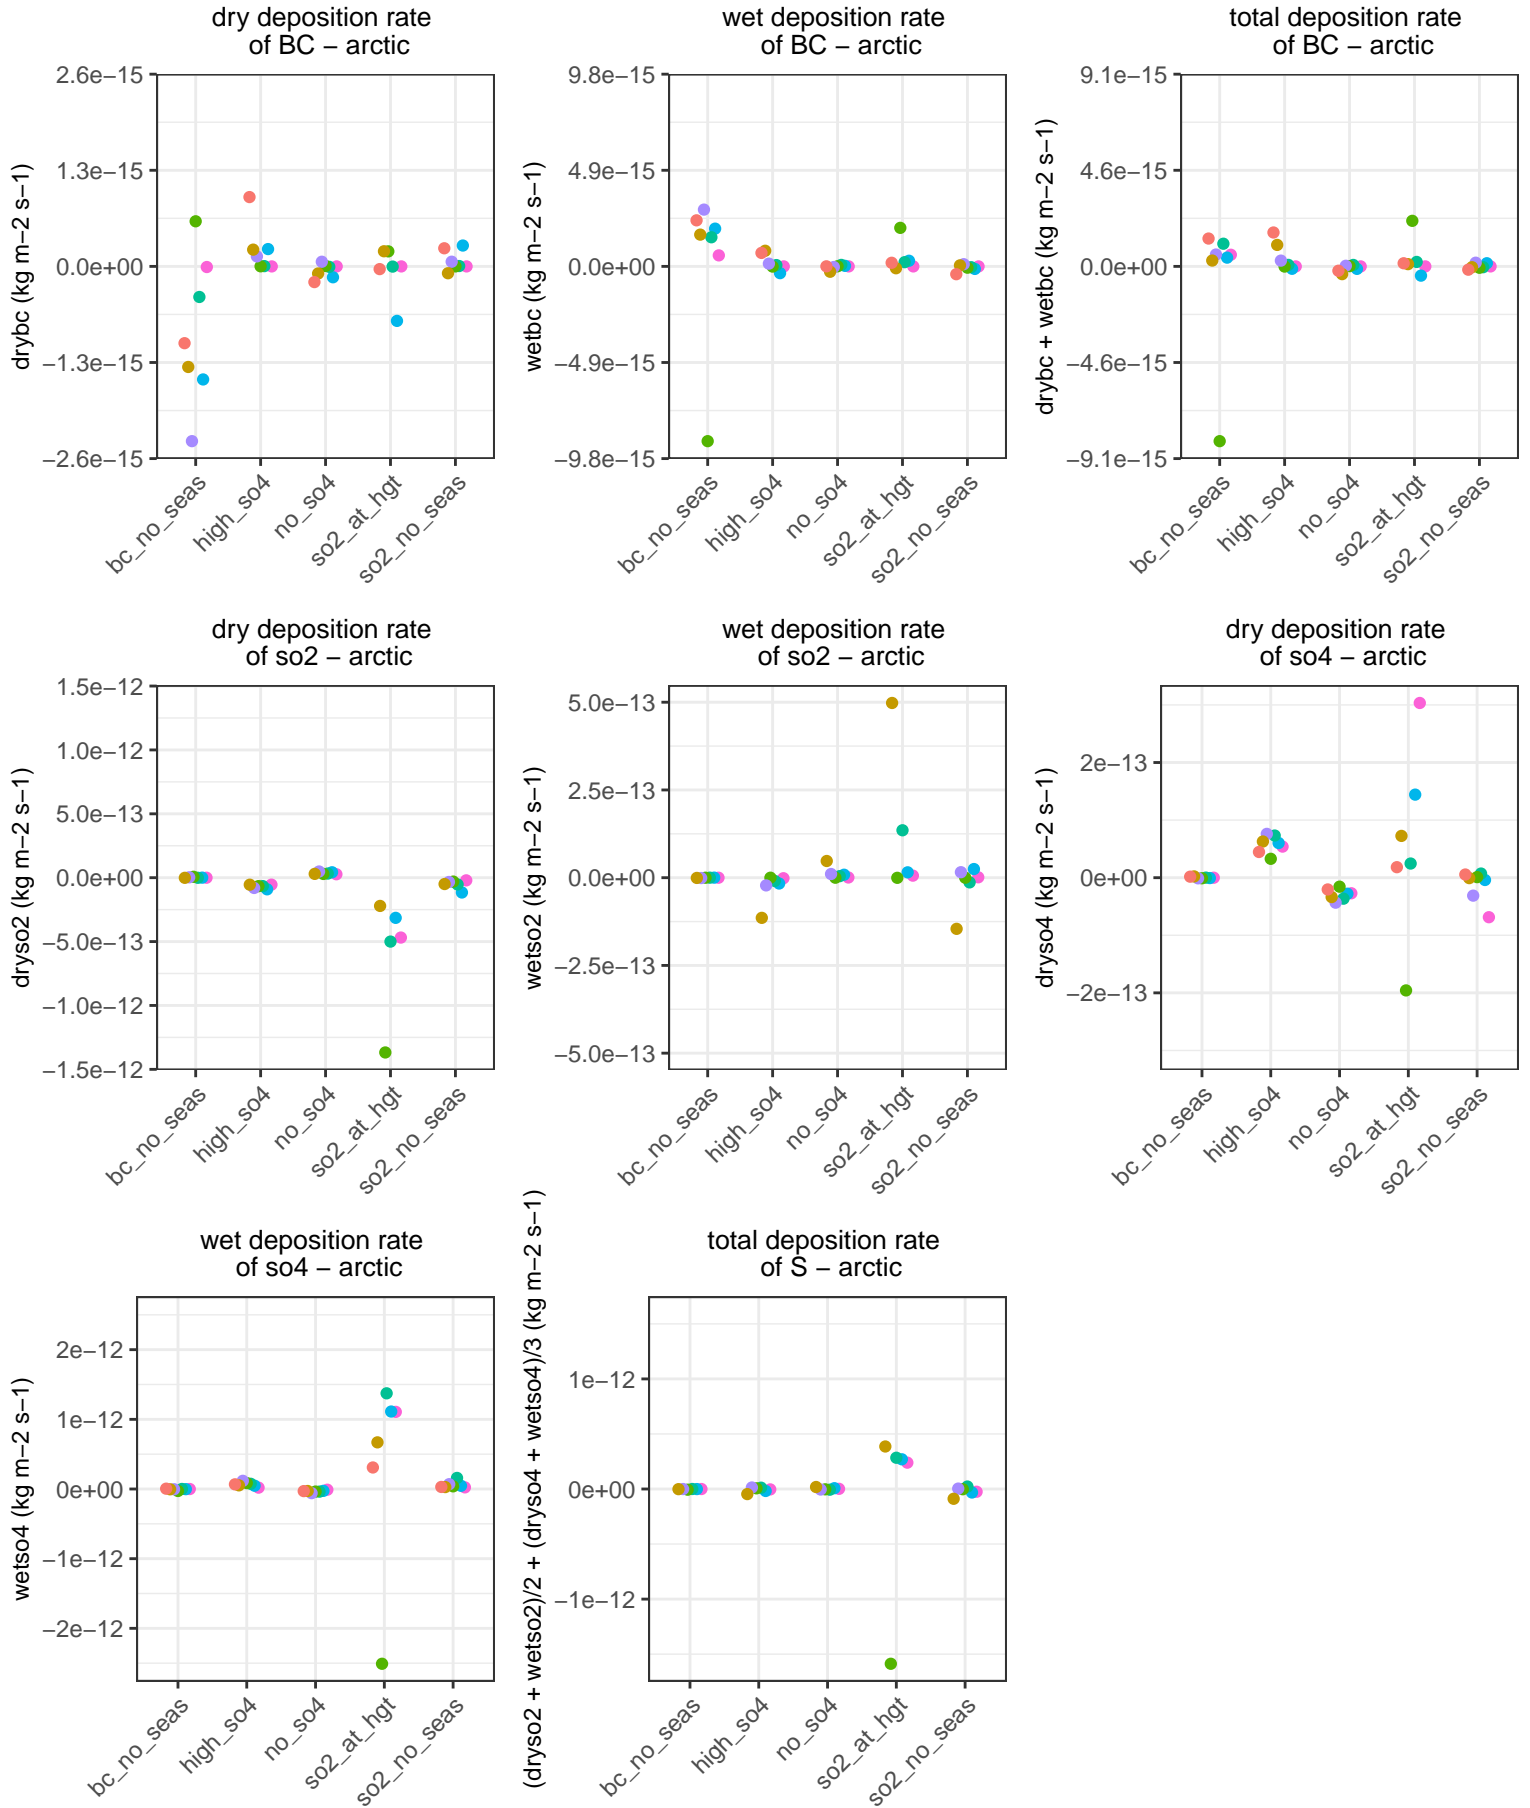 dry deposition rate
of BC − arctic
drybc (kg m−2 s−1)
2.6e−15
1.3e−15
0.0e+00
−1.3e−15
−2.6e−15
bc_no_seas
high_so4
no_so4
so2_at_hgt
so2_no_seas
wet deposition rate
of BC − arctic
wetbc (kg m−2 s−1)
9.8e−15
4.9e−15
0.0e+00
−4.9e−15
−9.8e−15
bc_no_seas
high_so4
no_so4
so2_at_hgt
so2_no_seas
total deposition rate
of BC − arctic
drybc + wetbc (kg m−2 s−1)
9.1e−15
4.6e−15
0.0e+00
−4.6e−15
−9.1e−15
bc_no_seas
high_so4
no_so4
so2_at_hgt
so2_no_seas
dry deposition rate
of so2 − arctic
dryso2 (kg m−2 s−1)
1.5e−12
1.0e−12
5.0e−13
0.0e+00
−5.0e−13
−1.0e−12
−1.5e−12
bc_no_seas
high_so4
no_so4
so2_at_hgt
so2_no_seas
wet deposition rate
of so2 − arctic
wetso2 (kg m−2 s−1)
5.0e−13
2.5e−13
0.0e+00
−2.5e−13
−5.0e−13
bc_no_seas
high_so4
no_so4
so2_at_hgt
so2_no_seas
dry deposition rate
of so4 − arctic
dryso4 (kg m−2 s−1)
2e−13
0e+00
−2e−13
bc_no_seas
high_so4
no_so4
so2_at_hgt
so2_no_seas
wet deposition rate
of so4 − arctic
wetso4 (kg m−2 s−1)
2e−12
1e−12
0e+00
−1e−12
−2e−12
bc_no_seas
high_so4
no_so4
so2_at_hgt
so2_no_seas
total deposition rate
of S − arctic
(dryso2 + wetso2)/2 + (dryso4 + wetso4)/3 (kg m−2 s−1)
1e−12
0e+00
−1e−12
bc_no_seas
high_so4
no_so4
so2_at_hgt
so2_no_seas